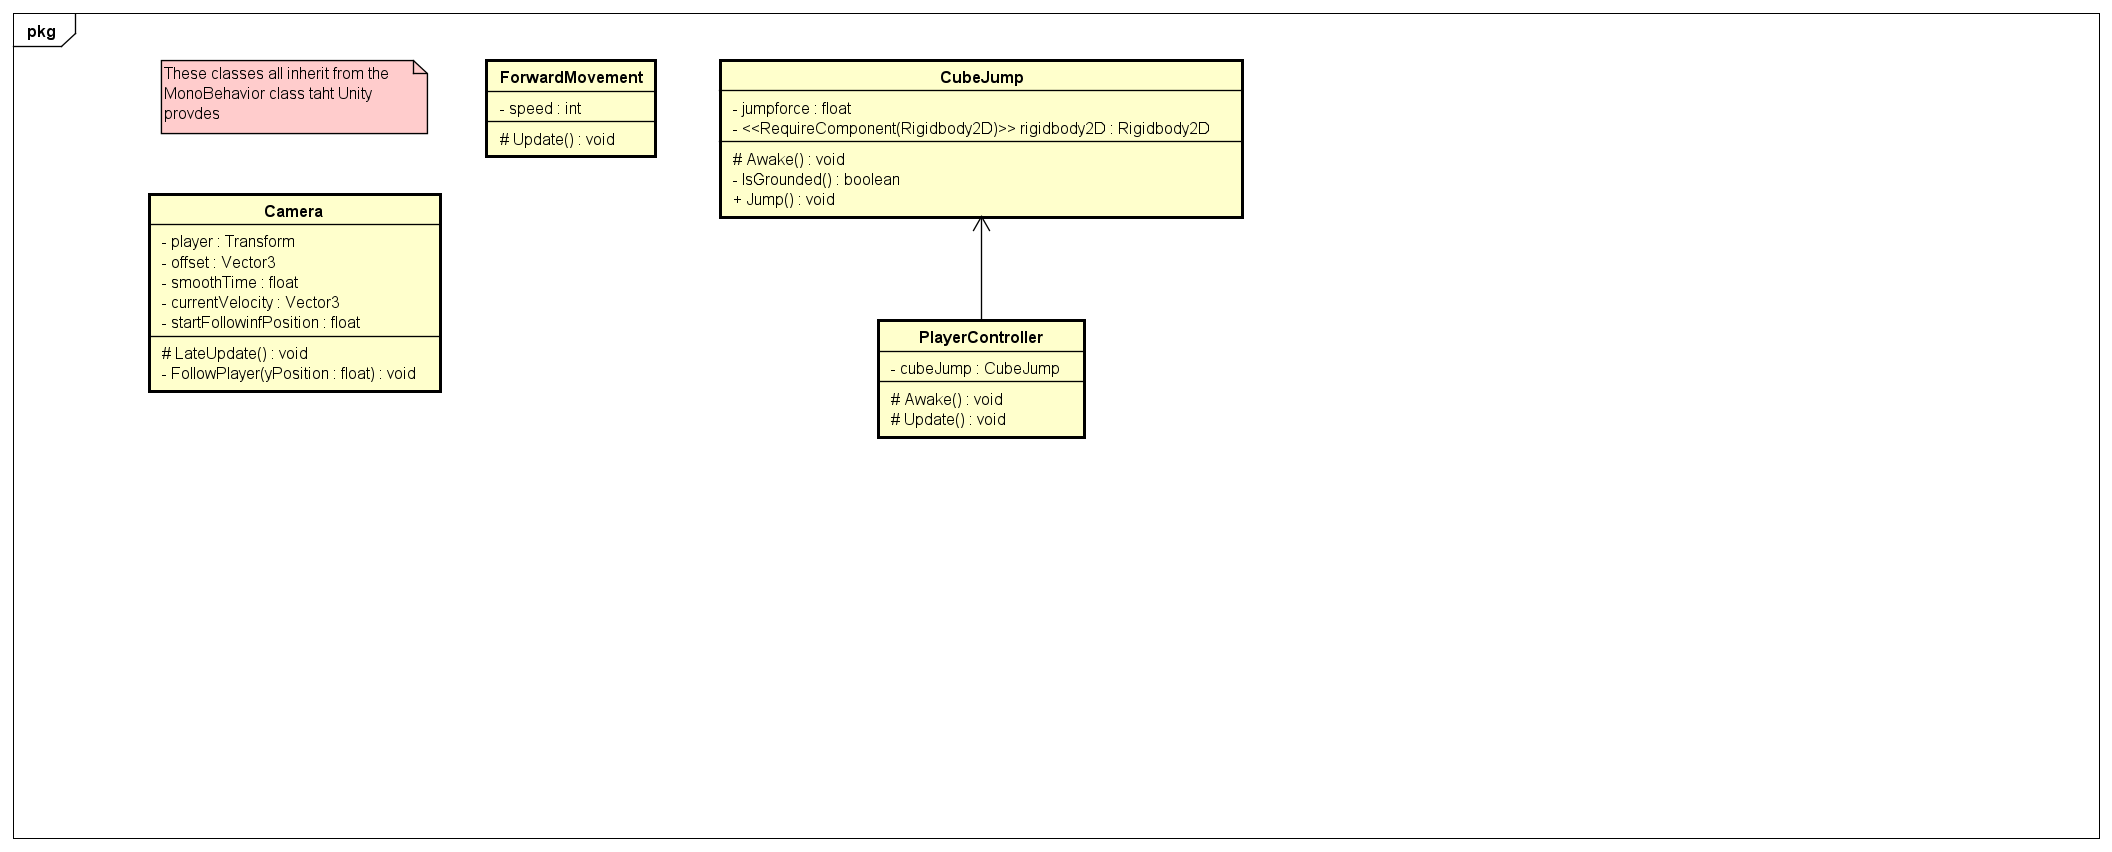 pkg
These classes all inherit from the
MonoBehavior class taht Unity
provdes
ForwardMovement
- speed : int
# Update() : void
CubeJump
- jumpforce : float
- <<RequireComponent(Rigidbody2D)>> rigidbody2D : Rigidbody2D
# Awake() : void
- IsGrounded() : boolean
+ Jump() : void
Camera
- player : Transform
- offset : Vector3
- smoothTime : float
- currentVelocity : Vector3
- startFollowinfPosition : float
# LateUpdate() : void
- FollowPlayer(yPosition : float) : void
PlayerController
- cubeJump : CubeJump
# Awake() : void
# Update() : void